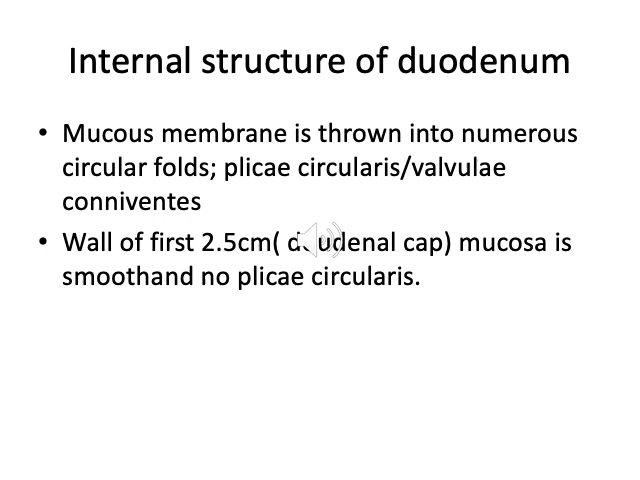 Internal structure of duodenum
• Mucous membrane is thrown into numerous
circular folds; plicae circularis/valvulae
conniventes
• Wall of first 2.5cm( cap) mucosa is
smoothand no plicae circularis.